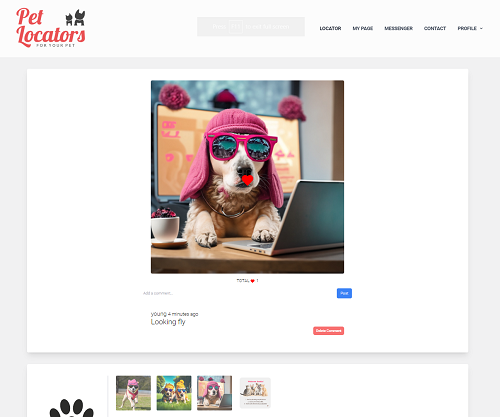 Pet
Locators
FOR YOUR PET
LOCATOR
MY PAGE
MESSENGER
CONTACT
PROFILE
TOTAL ❤ 1
Add a comment...
Post
young 4 minutes ago
Looking fly
Delete Comment